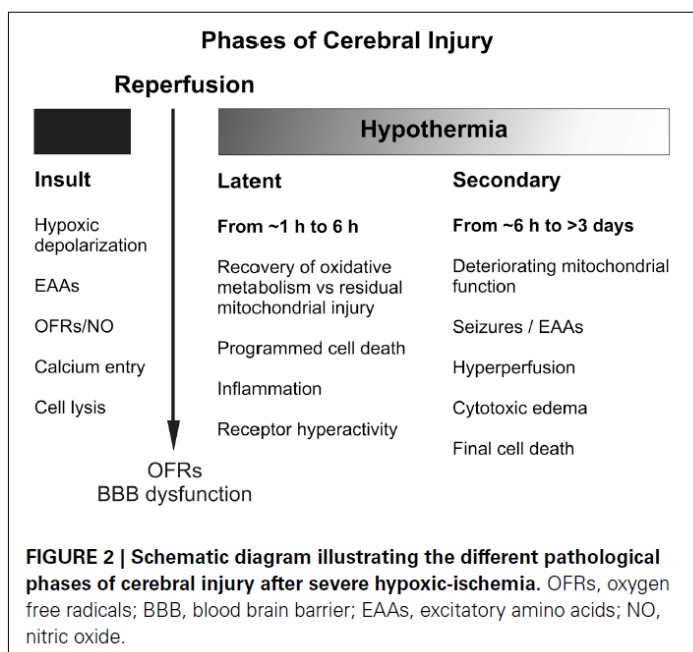 Phases of Cerebral Injury
Reperfusion
Hypothermia
Insult
Hypoxic
depolarization
EAAs
OFRs/NO
Calcium entry
Cell lysis
OFRs
BBB dysfunction
Latent
From ~1 h to 6 h
Recovery of oxidative
metabolism vs residual
mitochondrial injury
Programmed cell death
Inflammation
Receptor hyperactivity
Secondary
From ~6 h to >3 days
Deteriorating mitochondrial
function
Seizures / EAAs
Hyperperfusion
Cytotoxic edema
Final cell death
FIGURE 2 | Schematic diagram illustrating the different pathological
phases of cerebral injury after severe hypoxic-ischemia. OFRs, oxygen
free radicals; BBB, blood brain barrier; EAAs, excitatory amino acids; NO,
nitric oxide.